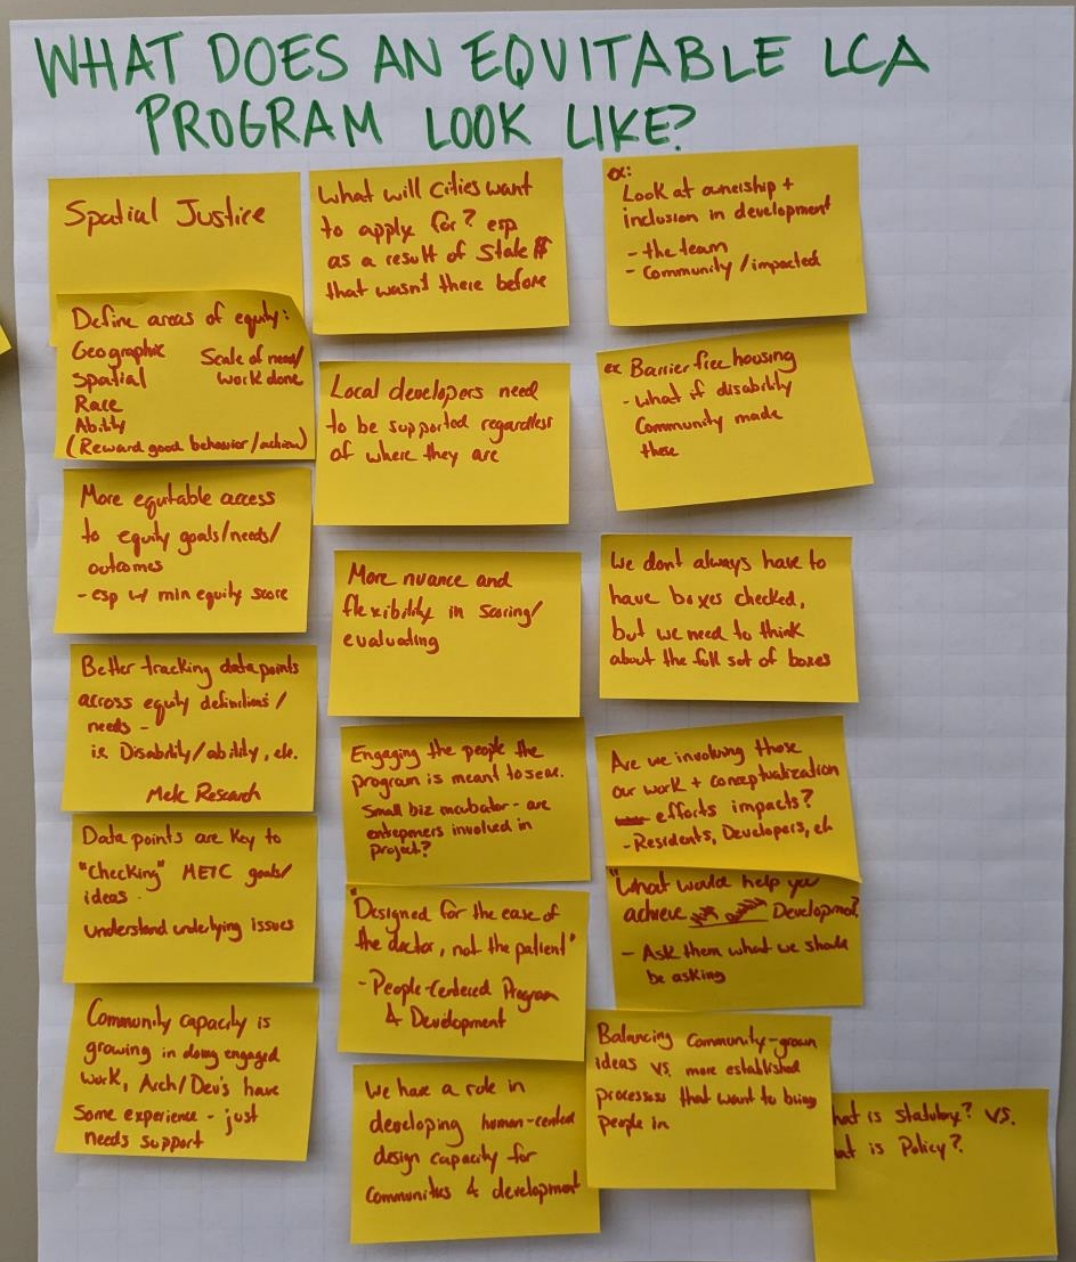 WHAT DOES AN EQUITABLE LCA
PROGRAM LOOK LIKE?
Spatial Justice
Define areas of equity:
Geographic Scale of need/
Spatial work done
Race
Ability
(Reward good behavior/action)
More equitable access
to equity goals/needs/
outcomes
- esp w/ min equity score
Better tracking data points
across equity definitions/
needs -
i.e. Disability/ability, etc.
Metc Research
Data points are key to
"checking" METC goals/
ideas.
understand underlying issues
Community capacity is
growing in doing engaged
work, Arch/Dev's have
some experience - just
needs support
What will cities want
to apply for? esp
as a result of State $
that wasn't there before
Local developers need
to be supported regardless
of where they are
More nuance and
flexibility in scoring/
evaluating
Engaging the people the
program is meant to serve.
Small biz incubator - are
entrepners involved in
project?
"Designed for the ease of
the doctor, not the patient"
- People-Centered Program
& Development
We have a role in
developing human-centered
design capacity for
communities & development
ex:
Look at ownership +
inclusion in development
- the team
- Community/impacted
ex Barrier free housing
- what if disability
Community made
these
We don't always have to
have boxes checked,
but we need to think
about the full set of boxes
Are we involving those
our work + conceptualization
efforts impacts?
- Residents, Developers, etc
"What would help you
achieve Development?
- Ask them what we should
be asking
Balancing Community-grown
ideas vs. more established
processes that want to bring
people in
is statutory? vs.
is Policy?